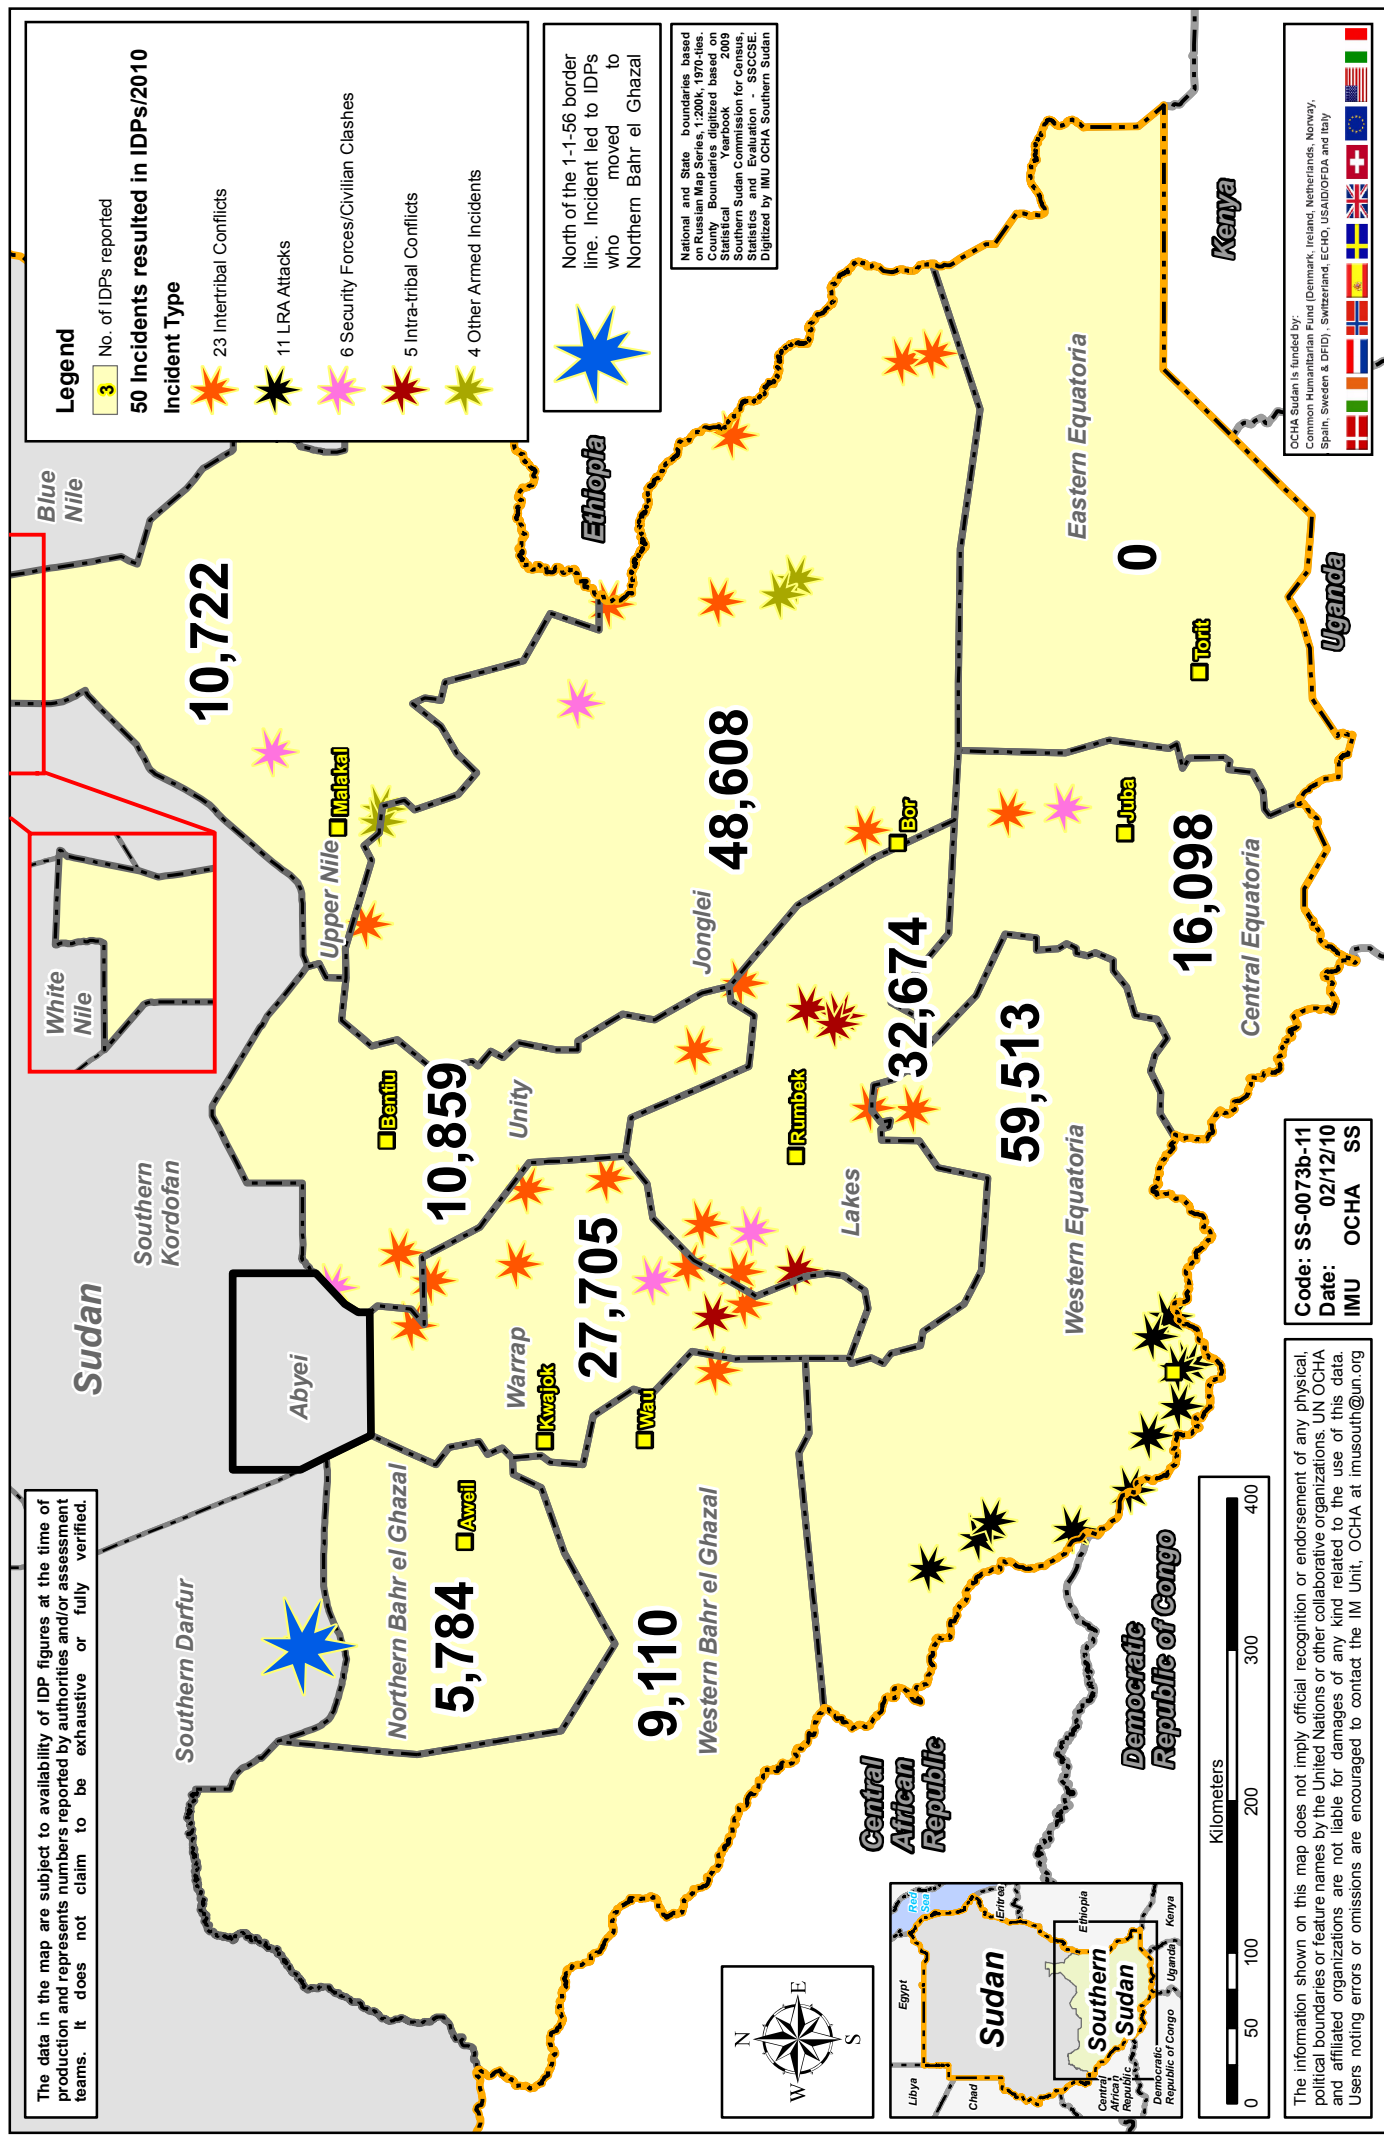 The data in the map are subject to availability of IDP figures at the time of
production and represents numbers reported by authorities and/or assessment
teams. It does not claim to be exhaustive or fully verified.
Legend
3 No. of IDPs reported
50 Incidents resulted in IDPs/2010
Incident Type
23 Intertribal Conflicts
11 LRA Attacks
6 Security Forces/Civilian Clashes
5 Intra-tribal Conflicts
4 Other Armed Incidents
North of the 1-1-56 border
line. Incident led to IDPs
who moved to
Northern Bahr el Ghazal
National and State boundaries based
on Russian Map Series, 1:200k, 1970-ties.
County Boundaries digitized based on
Statistical Yearbook 2009
Southern Sudan Commission for Census,
Statistics and Evaluation - SSCCSE.
Digitized by IMU OCHA Southern Sudan
Sudan
Southern Darfur
Southern
Kordofan
White
Nile
Blue
Nile
Abyei
Upper Nile
10,722
Malakal
Unity
10,859
Bentiu
Northern Bahr el Ghazal
5,784
Aweil
Warrap
27,705
Kwajok
Western Bahr el Ghazal
9,110
Wau
Jonglei
48,608
Bor
Lakes
32,674
Rumbek
Western Equatoria
59,513
Central Equatoria
16,098
Juba
Eastern Equatoria
0
Torit
Ethiopia
Kenya
Uganda
Democratic
Republic of Congo
Central
African
Republic
N
W
E
S
Libya
Egypt
Red
Sea
Chad
Sudan
Eritrea
Ethiopia
Southern
Sudan
Central
African
Republic
Democratic
Republic of Congo
Uganda
Kenya
Kilometers
0 50 100 200 300 400
The information shown on this map does not imply official recognition or endorsement of any physical,
political boundaries or feature names by the United Nations or other collaborative organizations. UN OCHA
and affiliated organizations are not liable for damages of any kind related to the use of this data.
Users noting errors or omissions are encouraged to contact the IM Unit, OCHA at imusouth@un.org
Code: SS-0073b-11
Date: 02/12/10
IMU OCHA SS
OCHA Sudan is funded by:
Common Humanitarian Fund (Denmark, Ireland, Netherlands, Norway,
Spain, Sweden & DFID) , Switzerland, ECHO, USAID/OFDA and Italy